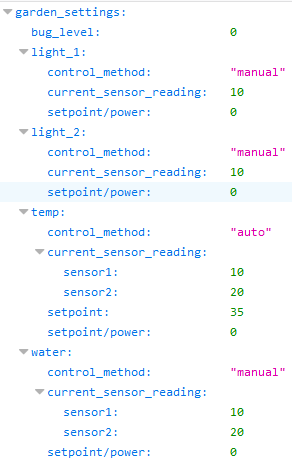 garden_settings:
bug_level: 0
light_1:
control_method: "manual"
current_sensor_reading: 10
setpoint/power: 0
light_2:
control_method: "manual"
current_sensor_reading: 10
setpoint/power: 0
temp:
control_method: "auto"
current_sensor_reading:
sensor1: 10
sensor2: 20
setpoint: 35
setpoint/power: 0
water:
control_method: "manual"
current_sensor_reading:
sensor1: 10
sensor2: 20
setpoint/power: 0